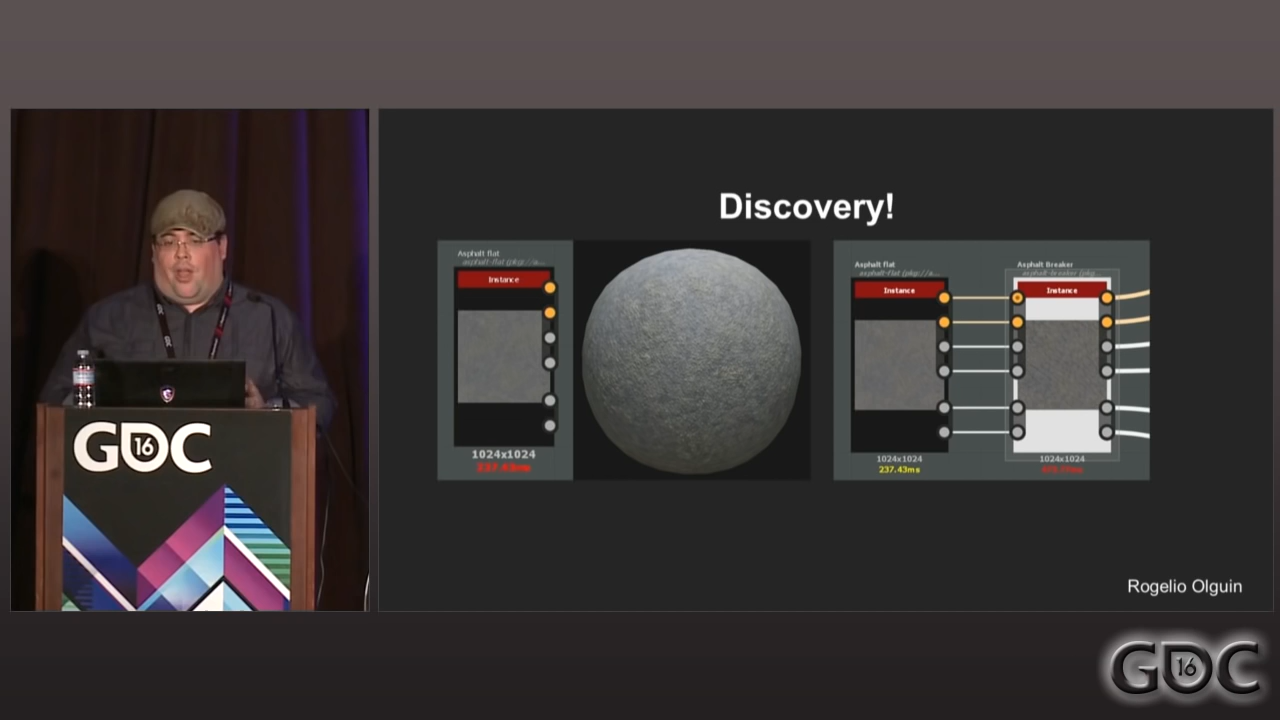 Discovery!
Asphalt flat
Instance
1024x1024
Asphalt flat
Instance
1024x1024
237.43ms
Asphalt Breaker
Instance
1024x1024
Rogelio Olguin
GDC
16
GDC
16